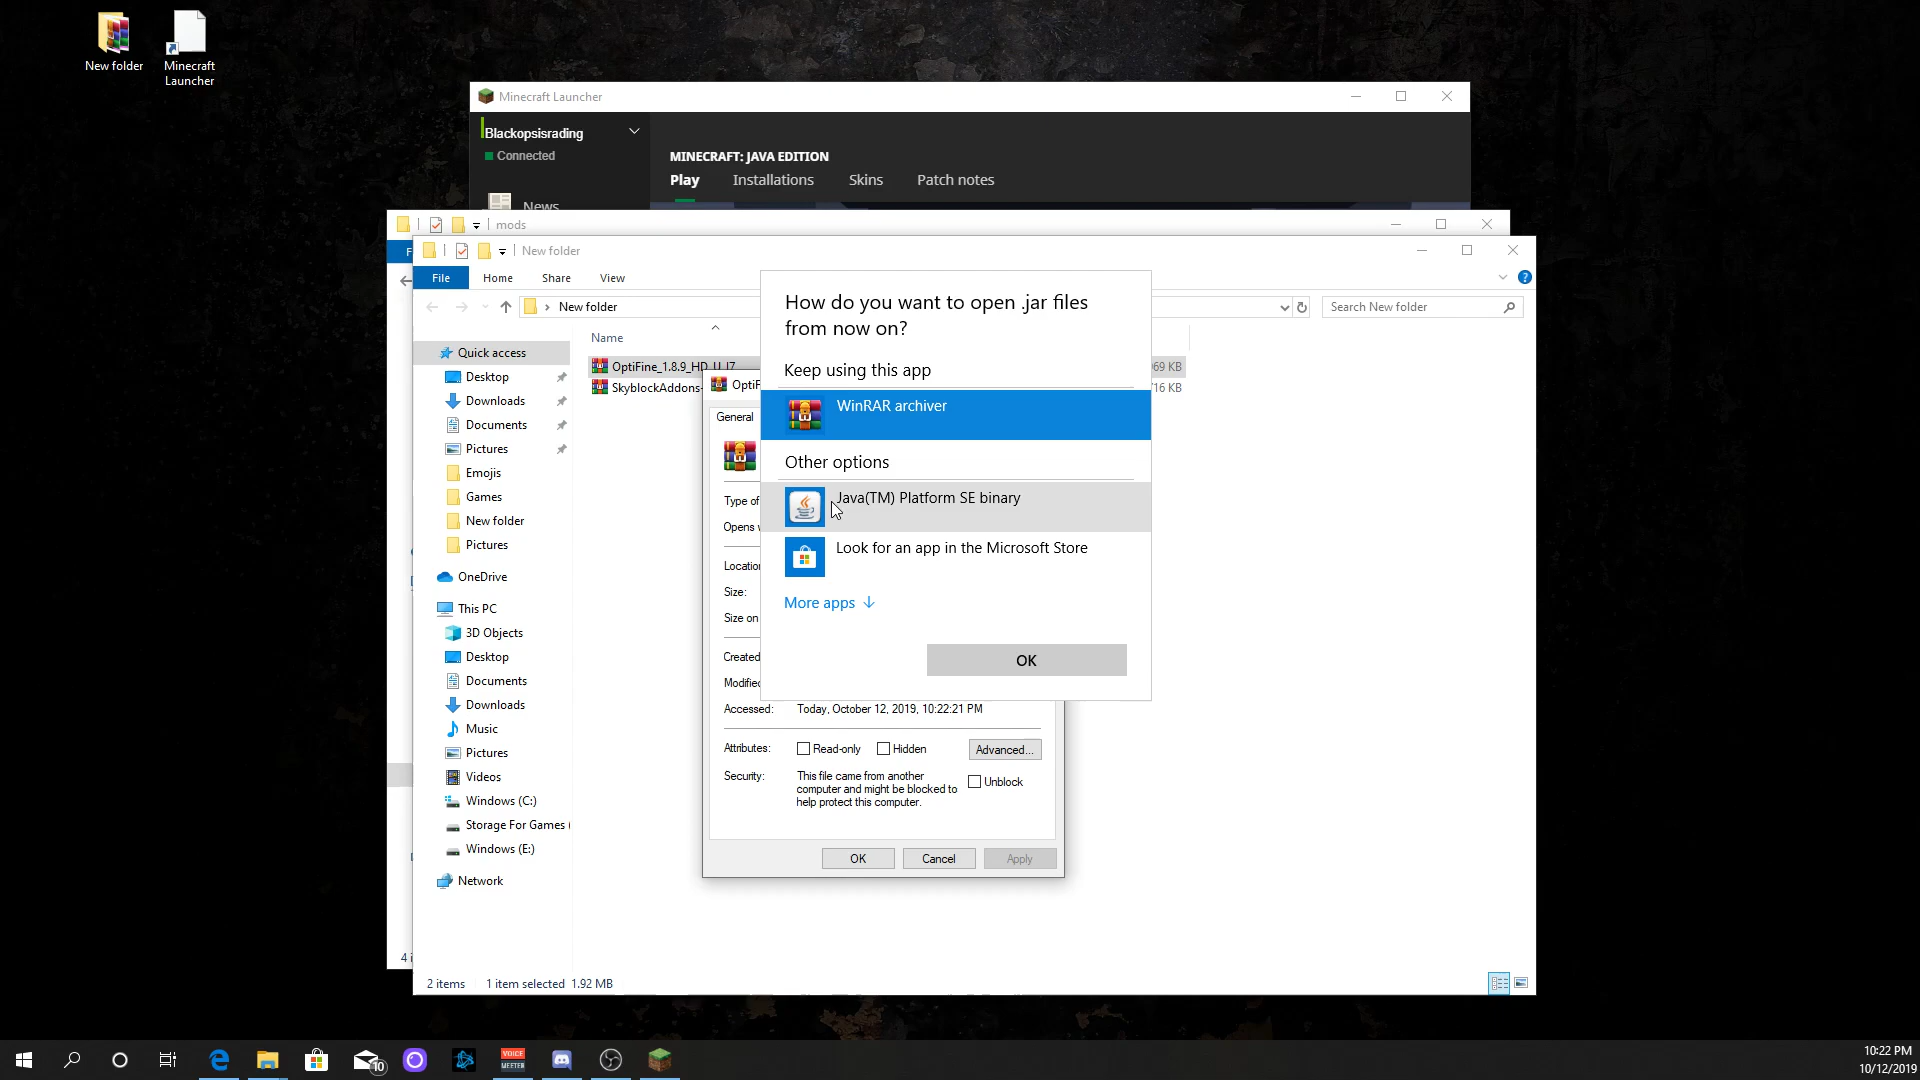 New folder
Minecraft
Launcher
Minecraft Launcher
Blackopsisrading
Connected
MINECRAFT: JAVA EDITION
Play
Installations
Skins
Patch notes
News
mods
New folder
File
Home
Share
View
New folder
Search New folder
Name
OptiFine_1.8.9_HD_U_I7
69 KB
SkyblockAddons-
16 KB
Quick access
Desktop
Downloads
Documents
Pictures
Emojis
Games
New folder
Pictures
OneDrive
This PC
3D Objects
Desktop
Documents
Downloads
Music
Pictures
Videos
Windows (C:)
Storage For Games (
Windows (E:)
Network
2 items
1 item selected 1.92 MB
How do you want to open .jar files
from now on?
Keep using this app
WinRAR archiver
Other options
Java(TM) Platform SE binary
Look for an app in the Microsoft Store
More apps
OK
OptiF
General
Type of
Opens w
Location
Size:
Size on
Created
Modified
Accessed: Today, October 12, 2019, 10:22:21 PM
Attributes: Read-only Hidden Advanced...
Security: This file came from another
computer and might be blocked to
help protect this computer.
Unblock
OK
Cancel
Apply
10
VOICE
MEETER
10:22 PM
10/12/2019